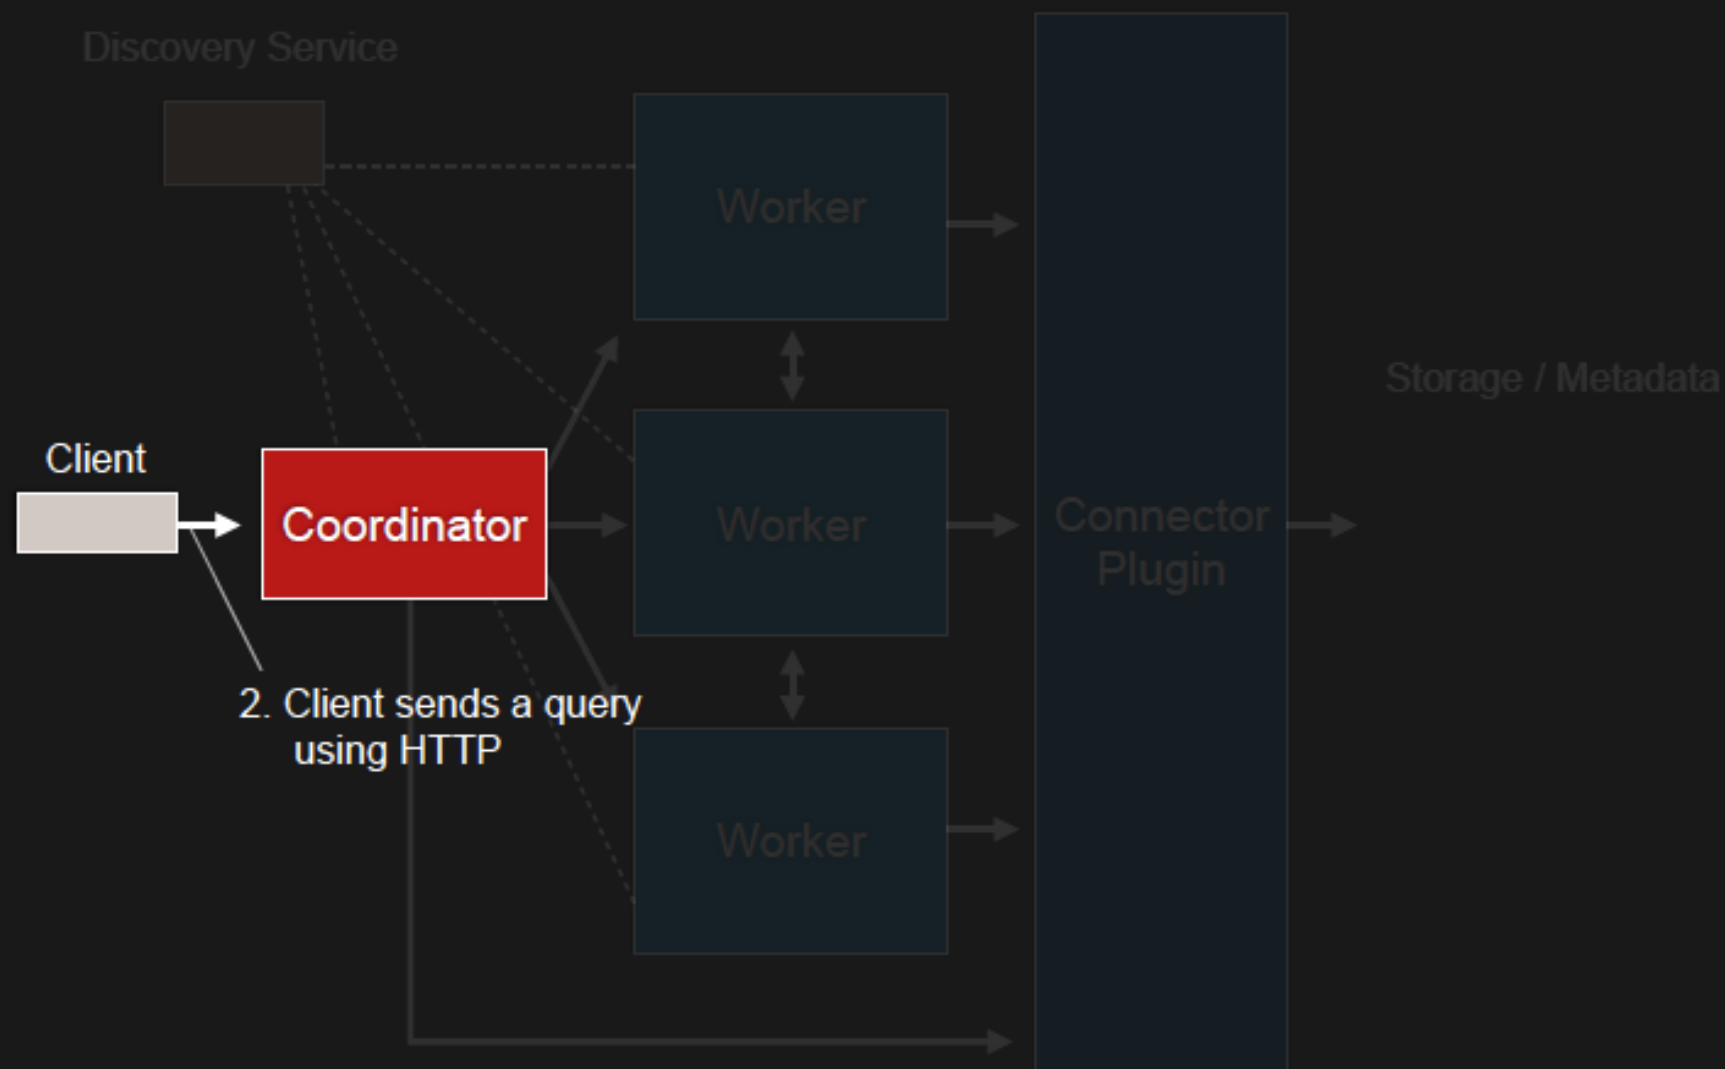 Discovery Service
Worker
Storage / Metadata
Client
Coordinator
Worker
Connector
Plugin
2. Client sends a query
using HTTP
Worker